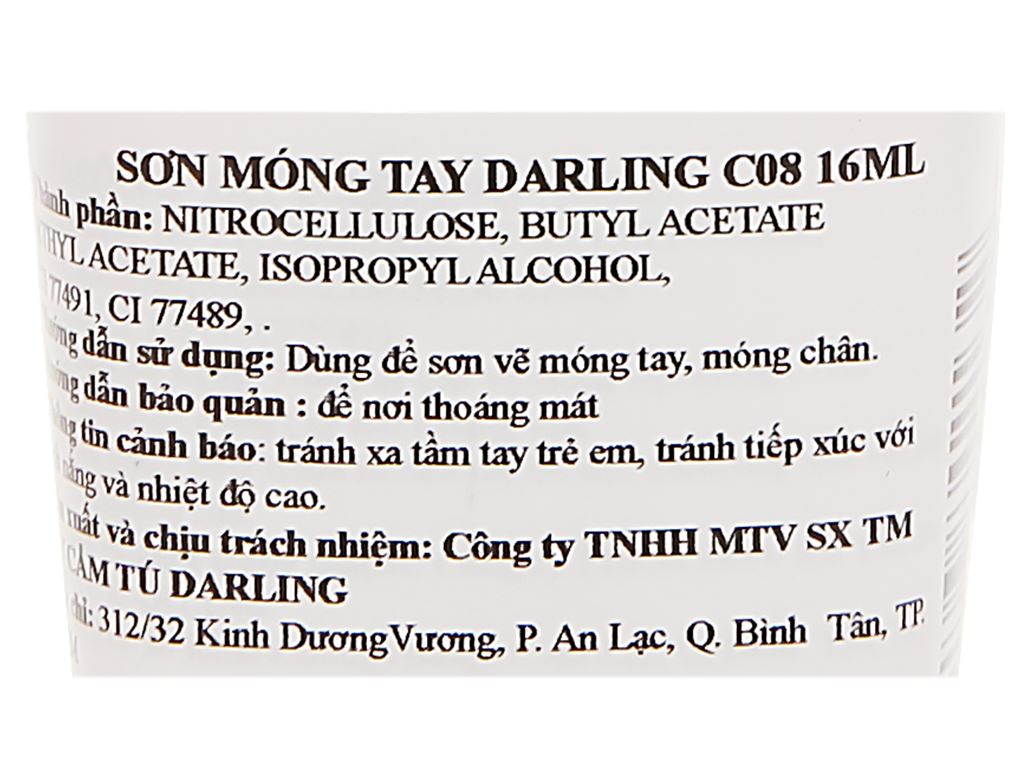 SƠN MÓNG TAY DARLING C08 16ML
phần: NITROCELLULOSE, BUTYL ACETATE
ACETATE, ISOPROPYL ALCOHOL,
77491, CI 77489, .
dẫn sử dụng: Dùng để sơn vẽ móng tay, móng chân.
dẫn bảo quản : để nơi thoáng mát
tin cảnh báo: tránh xa tầm tay trẻ em, tránh tiếp xúc với
nắng và nhiệt độ cao.
xuất và chịu trách nhiệm: Công ty TNHH MTV SX TM
CẨM TÚ DARLING
chỉ: 312/32 Kinh Dương Vương, P. An Lạc, Q. Bình Tân, TP.